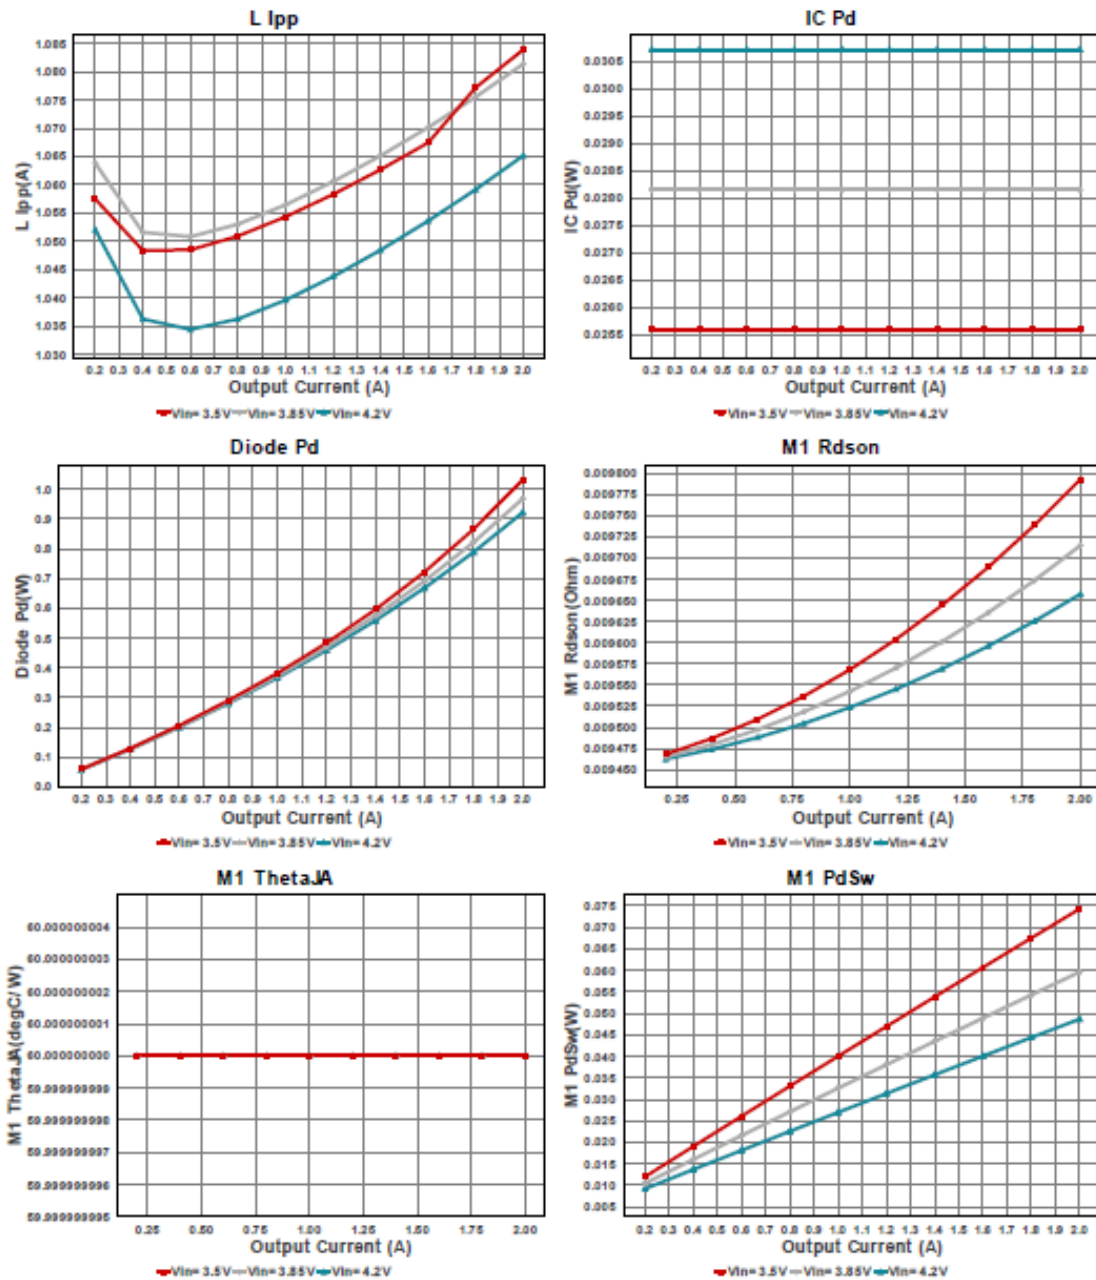 L Ipp
1.085
1.080
1.075
1.070
1.065
1.060
1.055
1.050
1.045
1.040
1.035
1.030
L Ipp(A)
0.2 0.3 0.4 0.5 0.6 0.7 0.8 0.9 1.0 1.1 1.2 1.3 1.4 1.5 1.6 1.7 1.8 1.9 2.0
Output Current (A)
Vin= 3.5V Vin= 3.85V Vin= 4.2V
IC Pd
0.0305
0.0300
0.0295
0.0290
0.0285
0.0280
0.0275
0.0270
0.0265
0.0260
0.0255
IC Pd(W)
0.2 0.3 0.4 0.5 0.6 0.7 0.8 0.9 1.0 1.1 1.2 1.3 1.4 1.5 1.6 1.7 1.8 1.9 2.0
Output Current (A)
Vin= 3.5V Vin= 3.85V Vin= 4.2V
Diode Pd
1.0
0.9
0.8
0.7
0.6
0.5
0.4
0.3
0.2
0.1
0.0
Diode Pd(W)
0.2 0.3 0.4 0.5 0.6 0.7 0.8 0.9 1.0 1.1 1.2 1.3 1.4 1.5 1.6 1.7 1.8 1.9 2.0
Output Current (A)
Vin= 3.5V Vin= 3.85V Vin= 4.2V
M1 Rdson
0.009800
0.009775
0.009750
0.009725
0.009700
0.009675
0.009650
0.009625
0.009600
0.009575
0.009550
0.009525
0.009500
0.009475
0.009450
M1 Rdson(Ohm)
0.25 0.50 0.75 1.00 1.25 1.50 1.75 2.00
Output Current (A)
Vin= 3.5V Vin= 3.85V Vin= 4.2V
M1 ThetaJA
60.000000004
60.000000003
60.000000002
60.000000001
60.000000000
59.999999999
59.999999998
59.999999997
59.999999996
59.999999995
M1 ThetaJA(degC/W)
0.25 0.50 0.75 1.00 1.25 1.50 1.75 2.00
Output Current (A)
Vin= 3.5V Vin= 3.85V Vin= 4.2V
M1 PdSw
0.075
0.070
0.065
0.060
0.055
0.050
0.045
0.040
0.035
0.030
0.025
0.020
0.015
0.010
0.005
M1 PdSw(W)
0.2 0.3 0.4 0.5 0.6 0.7 0.8 0.9 1.0 1.1 1.2 1.3 1.4 1.5 1.6 1.7 1.8 1.9 2.0
Output Current (A)
Vin= 3.5V Vin= 3.85V Vin= 4.2V